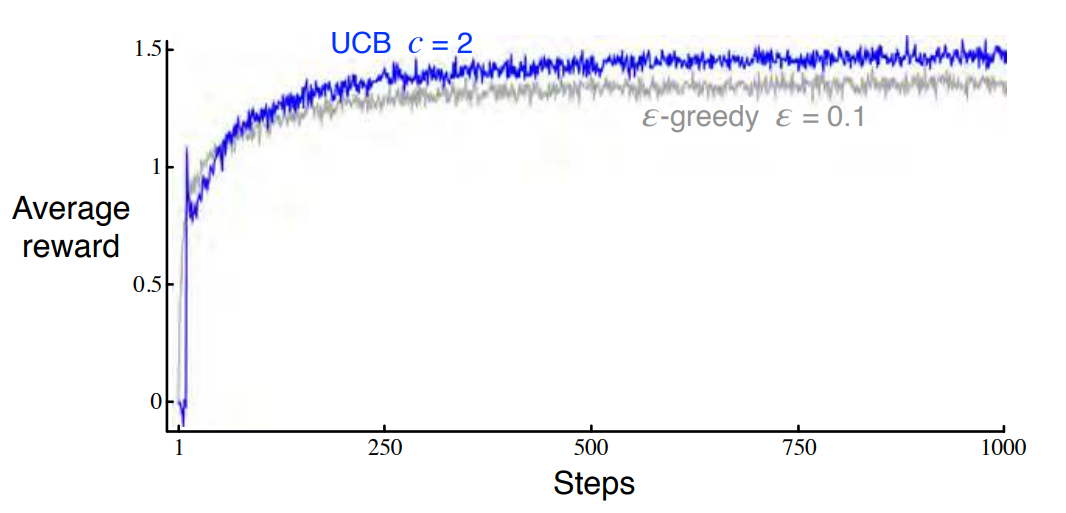 UCB c = 2
ε-greedy ε = 0.1
Average
reward
1.5
1
0.5
0
1
250
500
750
1000
Steps